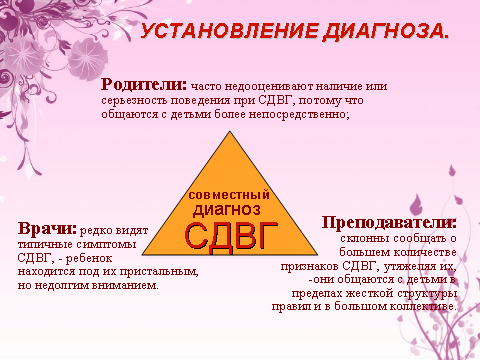 УСТАНОВЛЕНИЕ ДИАГНОЗА.
Родители: часто недооценивают наличие или
серьезность поведения при СДВГ, потому что
общаются с детьми более непосредственно;
совместный
ДИАГНОЗ
СДВГ
Врачи: редко видят
типичные симптомы
СДВГ, - ребенок
находится под их пристальным,
но недолгим вниманием.
Преподаватели:
склонны сообщать о
большем количестве
признаков СДВГ, утяжеляя их,
-они общаются с детьми в
пределах жесткой структуры
правил и в большом коллективе.